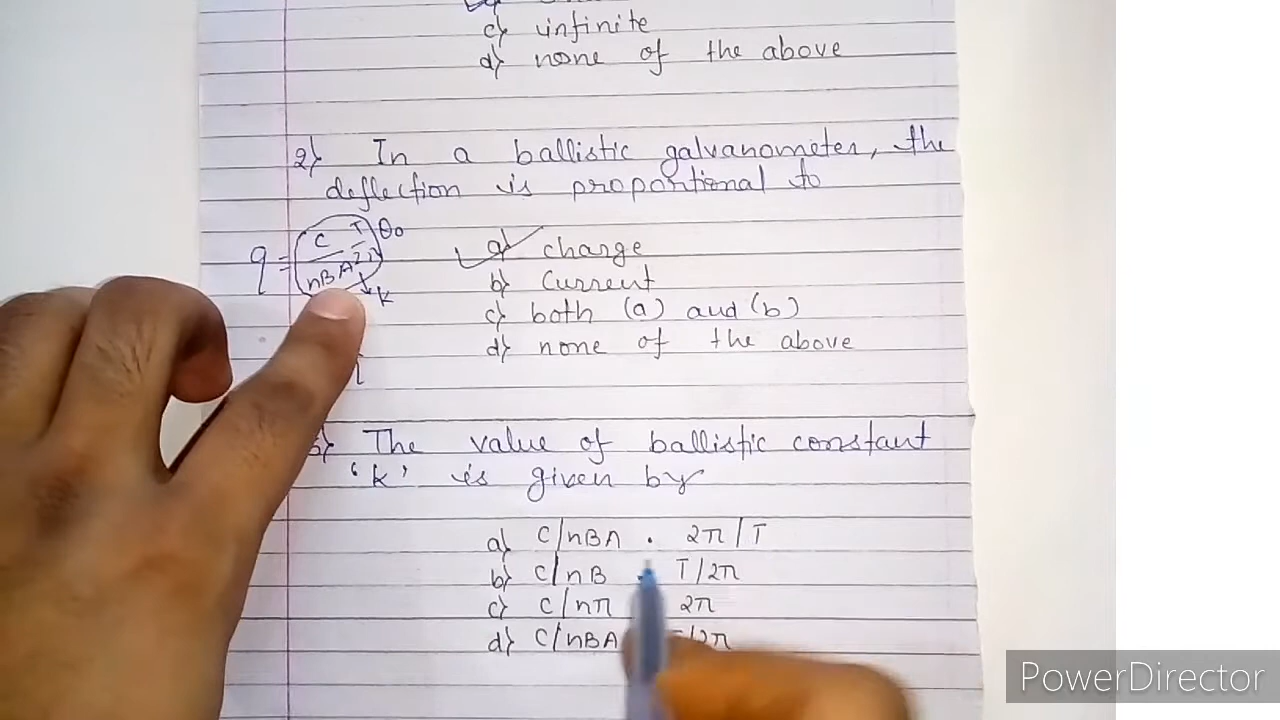 c) infinite
d) none of the above
2) In a ballistic galvanometer, the
deflection is proportional to
q = C/nBA T/2π θ₀
k
a) charge
b) Current
c) both (a) and (b)
d) none of the above
The value of ballistic constant
'k' is given by
a) C/nBA . 2π/T
b) C/nB . T/2π
c) C/nπ 2π
d) C/nBA /2π
PowerDirector